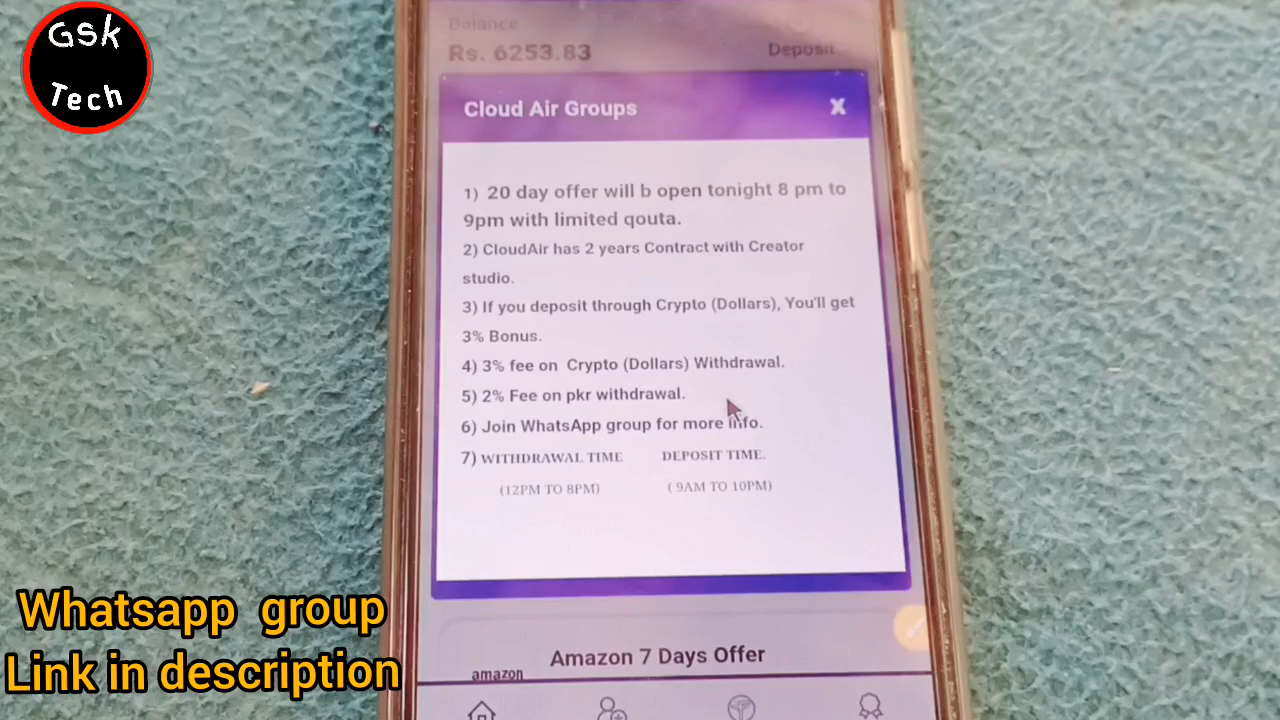 Gsk
Tech
Balance
Rs. 6253.83
Deposit
Cloud Air Groups
X
1) 20 day offer will b open tonight 8 pm to
9pm with limited qouta.
2) CloudAir has 2 years Contract with Creator
studio.
3) If you deposit through Crypto (Dollars), You'll get
3% Bonus.
4) 3% fee on Crypto (Dollars) Withdrawal.
5) 2% Fee on pkr withdrawal.
6) Join WhatsApp group for more info.
7) WITHDRAWAL TIME DEPOSIT TIME.
(12PM TO 8PM) ( 9AM TO 10PM)
Whatsapp group
Link in description
Amazon 7 Days Offer
amazon